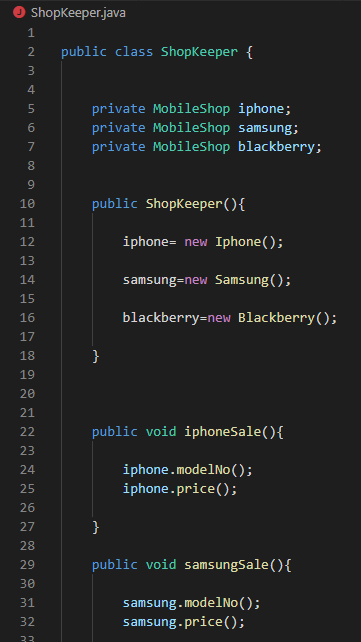 ShopKeeper.java
1
2 public class ShopKeeper {
3
4
5 private MobileShop iphone;
6 private MobileShop samsung;
7 private MobileShop blackberry;
8
9
10 public ShopKeeper(){
11
12 iphone= new Iphone();
13
14 samsung=new Samsung();
15
16 blackberry=new Blackberry();
17
18 }
19
20
21
22 public void iphoneSale(){
23
24 iphone.modelNo();
25 iphone.price();
26
27 }
28
29 public void samsungSale(){
30
31 samsung.modelNo();
32 samsung.price();
33